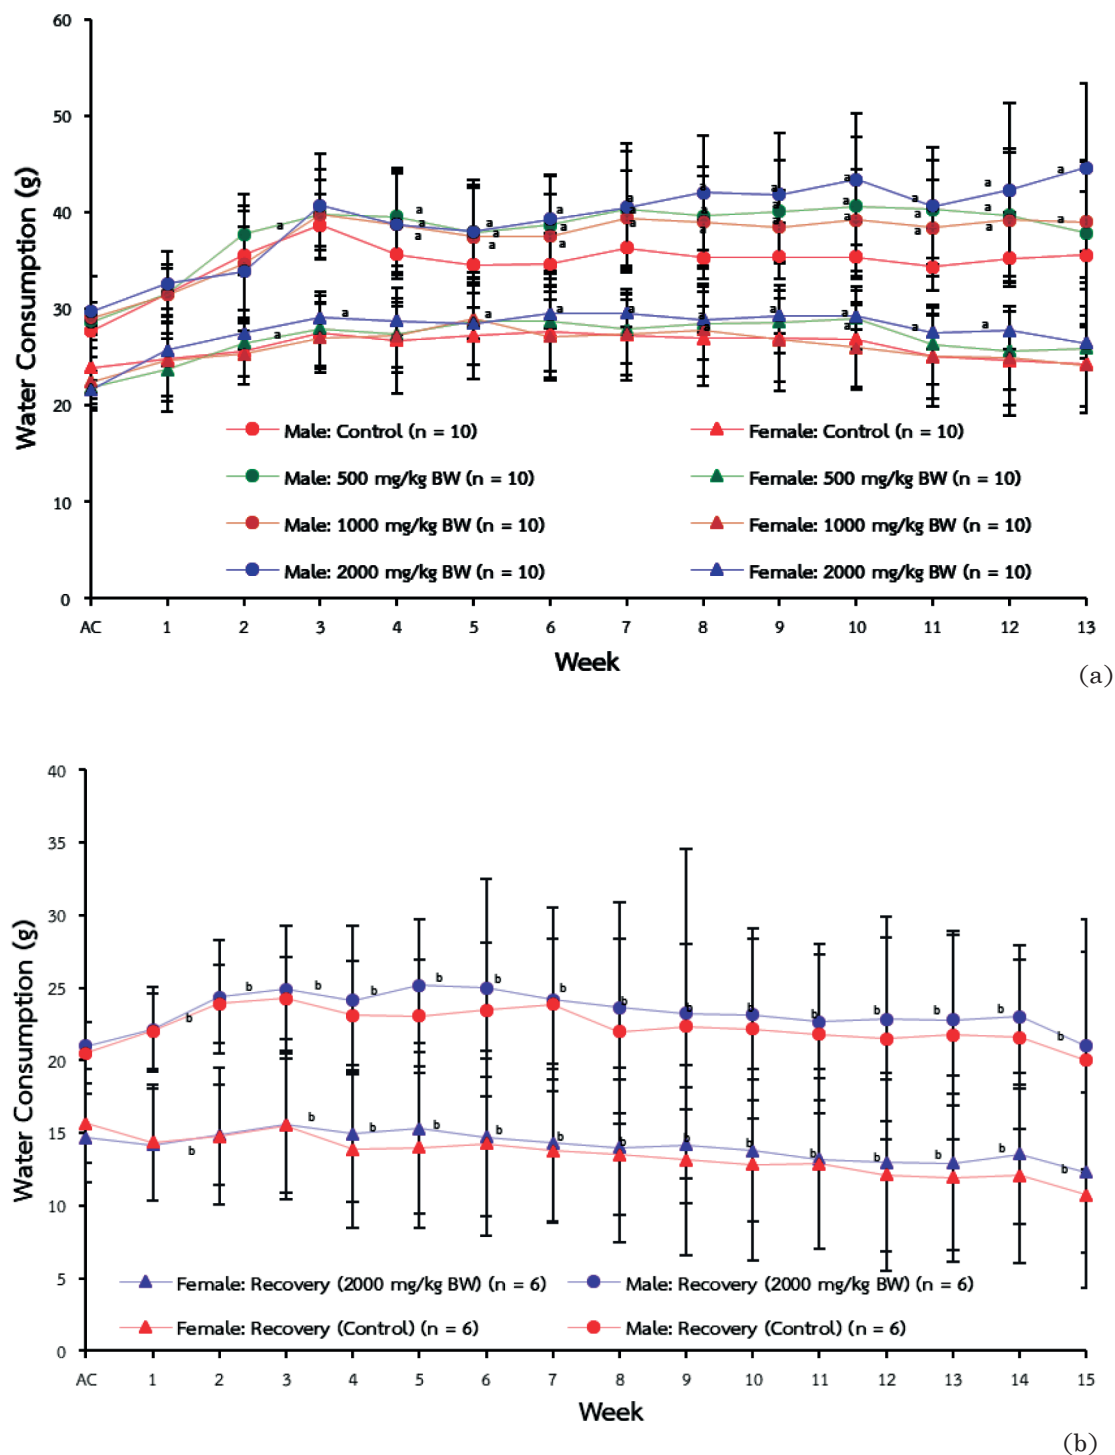 60
50
40
30
20
10
0
Water Consumption (g)
a a a a a a a a a a a a a a a a a a a a a a a a a a a a a a a a a a a a a a a a a a
Male: Control (n = 10) Female: Control (n = 10)
Male: 500 mg/kg BW (n = 10) Female: 500 mg/kg BW (n = 10)
Male: 1000 mg/kg BW (n = 10) Female: 1000 mg/kg BW (n = 10)
Male: 2000 mg/kg BW (n = 10) Female: 2000 mg/kg BW (n = 10)
AC 1 2 3 4 5 6 7 8 9 10 11 12 13
Week
(a)
40
35
30
25
20
15
10
5
0
Water Consumption (g)
b b b b b b b b b b b b b b
b b b b b b b b b b b b b b
Female: Recovery (2000 mg/kg BW) (n = 6) Male: Recovery (2000 mg/kg BW) (n = 6)
Female: Recovery (Control) (n = 6) Male: Recovery (Control) (n = 6)
AC 1 2 3 4 5 6 7 8 9 10 11 12 13 14 15
Week
(b)